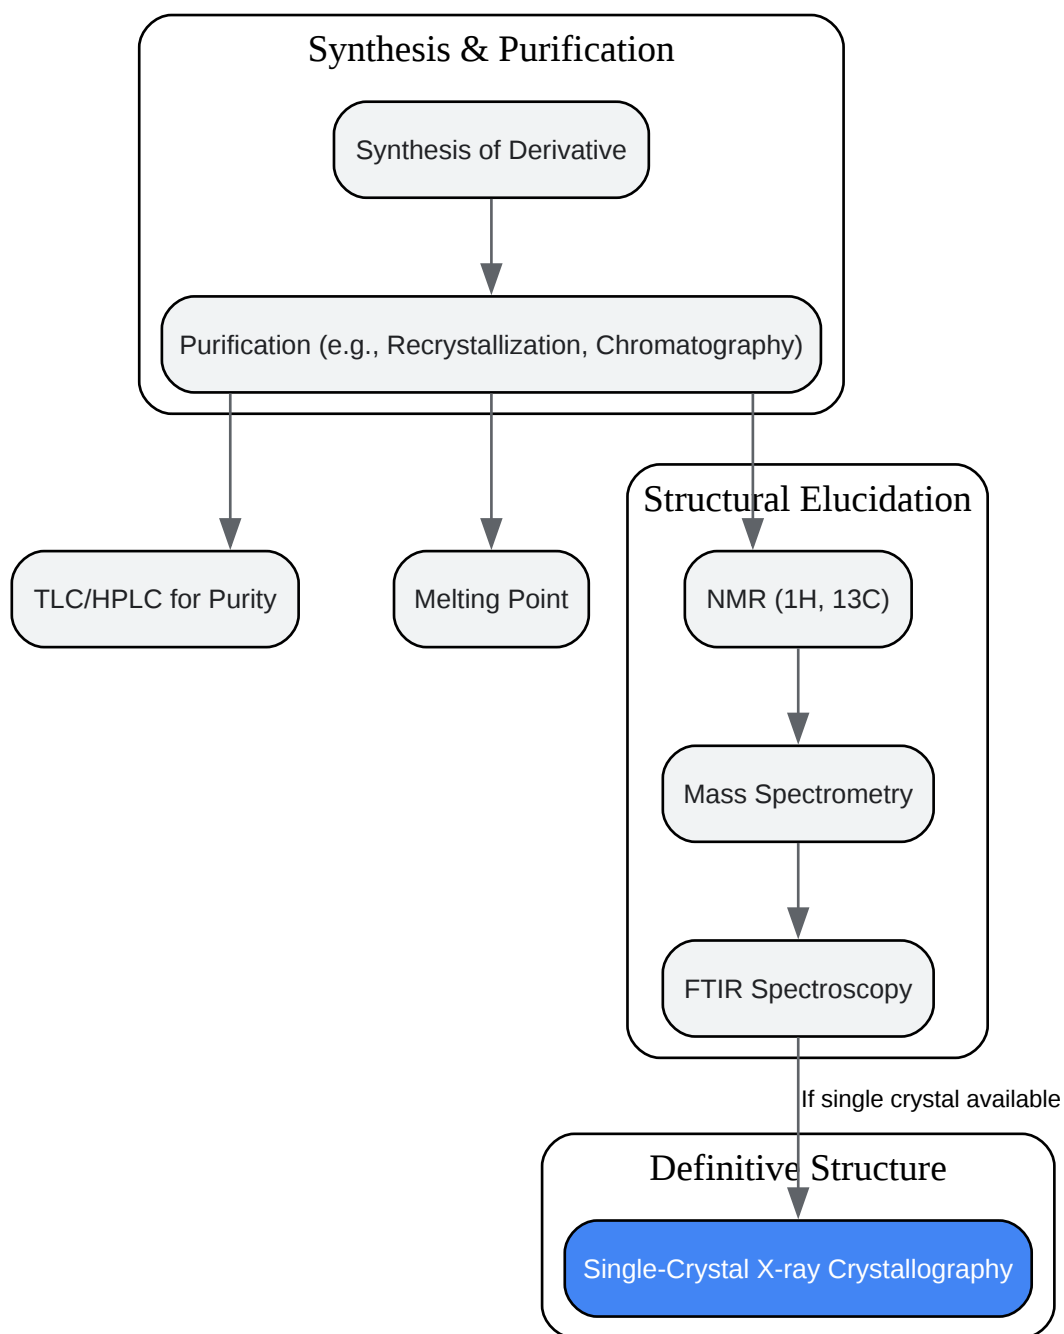 Synthesis & Purification
Synthesis of Derivative
Purification (e.g., Recrystallization, Chromatography)
Structural Elucidation
TLC/HPLC for Purity
Melting Point
NMR (1H, 13C)
Mass Spectrometry
FTIR Spectroscopy
If single crystal available
Definitive Structure
Single-Crystal X-ray Crystallography